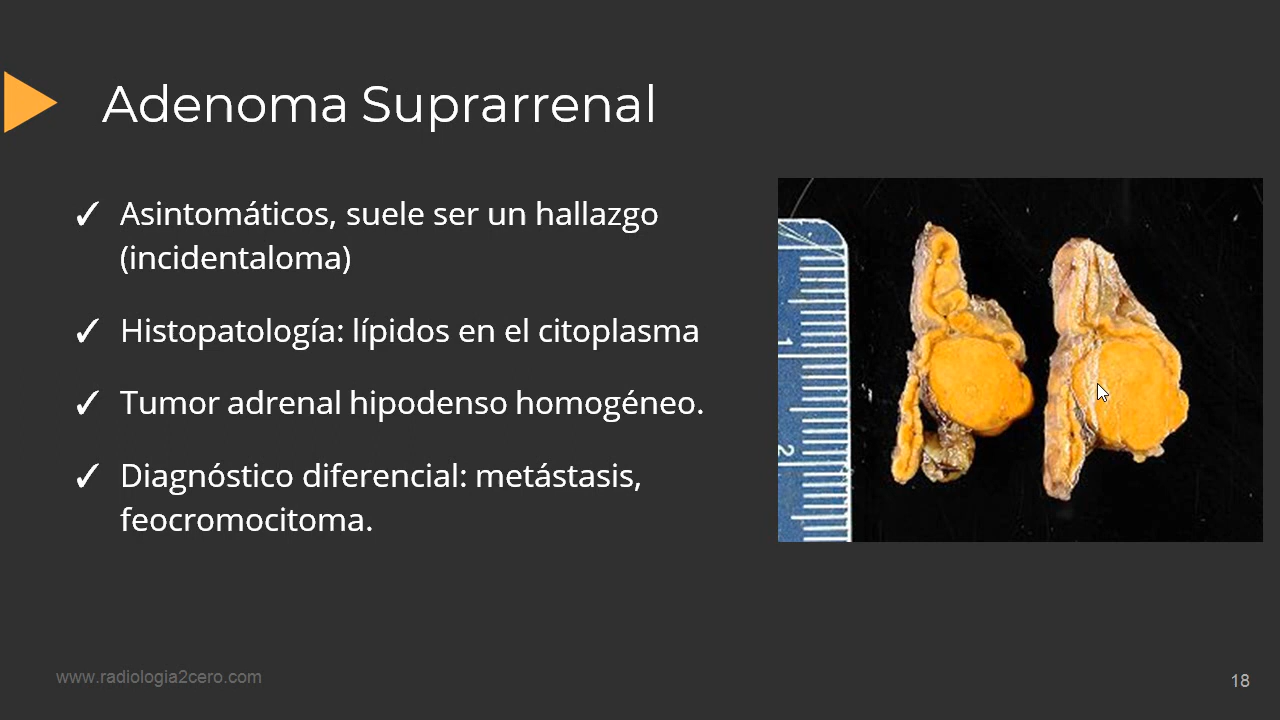 Adenoma Suprarrenal
✓ Asintomáticos, suele ser un hallazgo
(incidentaloma)
✓ Histopatología: lípidos en el citoplasma
✓ Tumor adrenal hipodenso homogéneo.
✓ Diagnóstico diferencial: metástasis,
feocromocitoma.
1
2
www.radiologia2cero.com
18